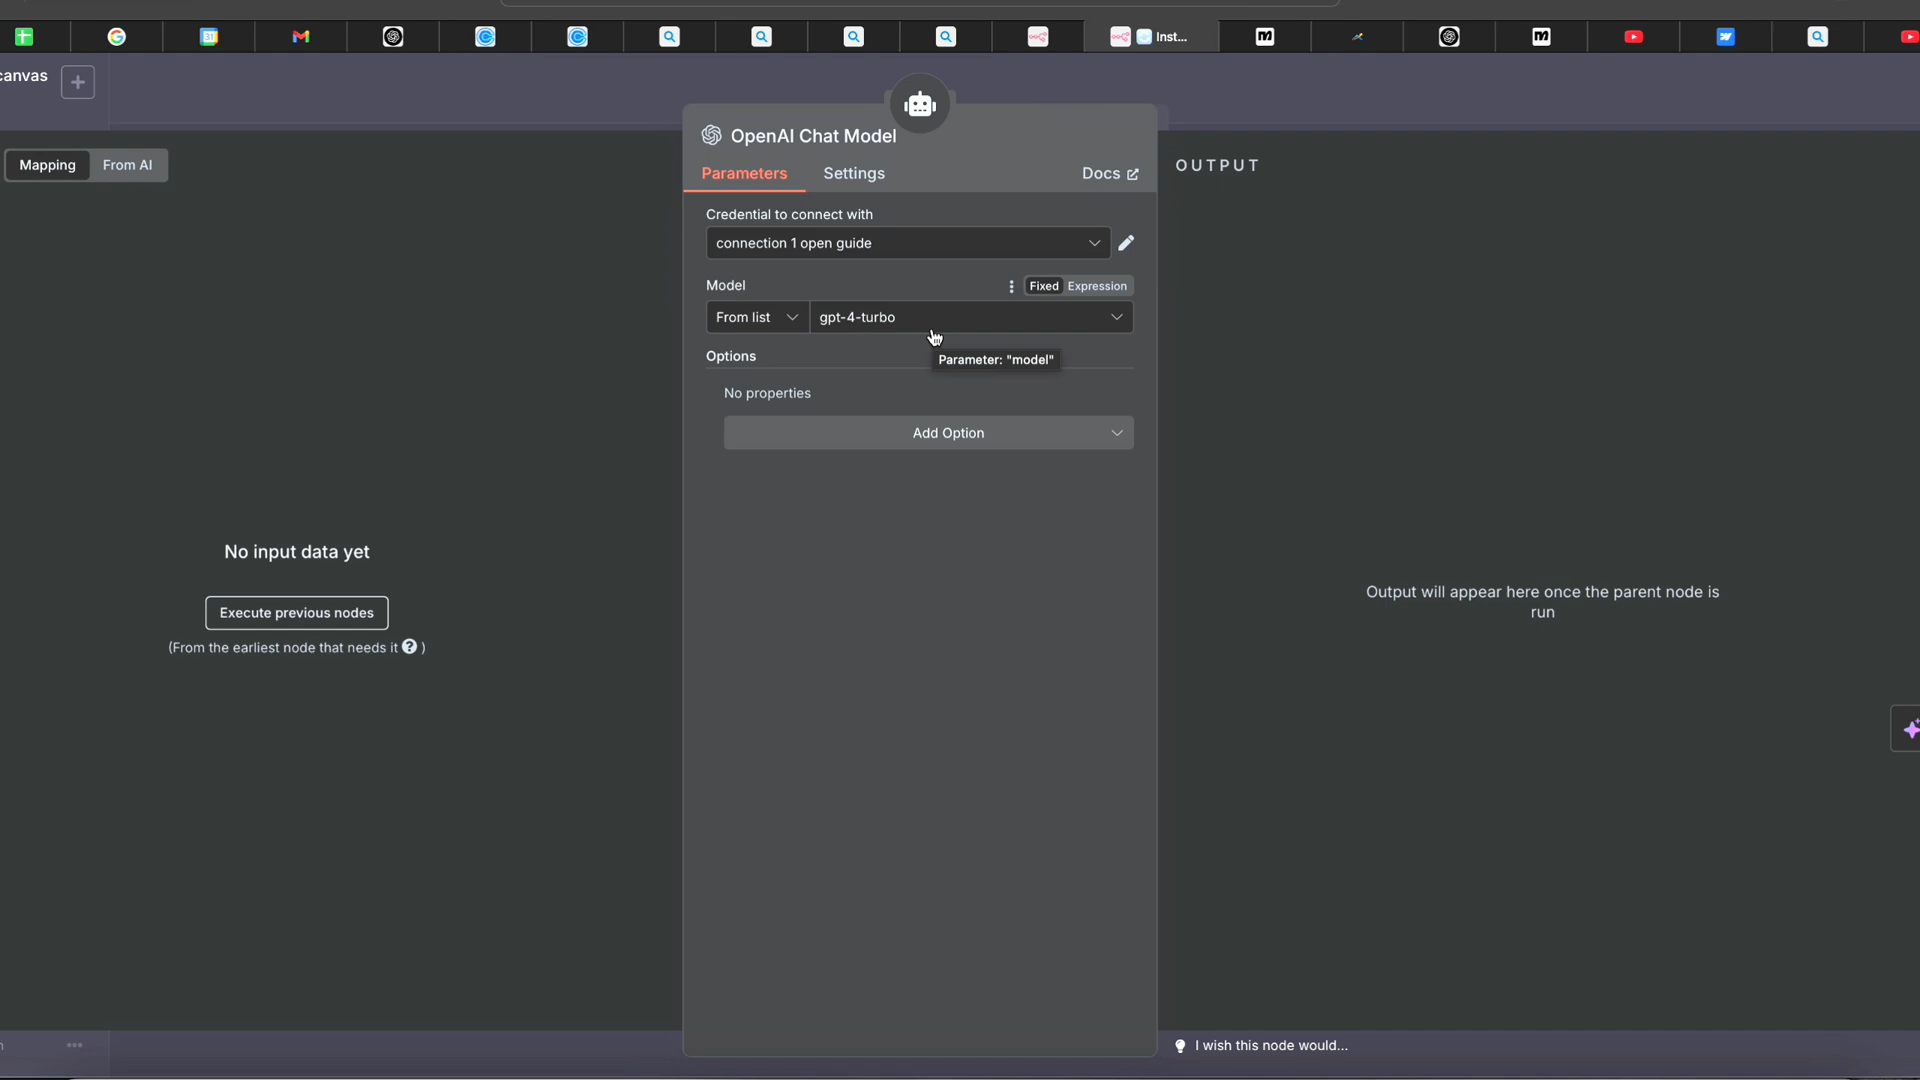 Inst...
canvas
OpenAI Chat Model
Mapping
From AI
Parameters
Settings
Docs
OUTPUT
Credential to connect with
connection 1 open guide
Model
Fixed
Expression
From list
gpt-4-turbo
Parameter: "model"
Options
No properties
Add Option
No input data yet
Execute previous nodes
(From the earliest node that needs it ? )
Output will appear here once the parent node is
run
I wish this node would...